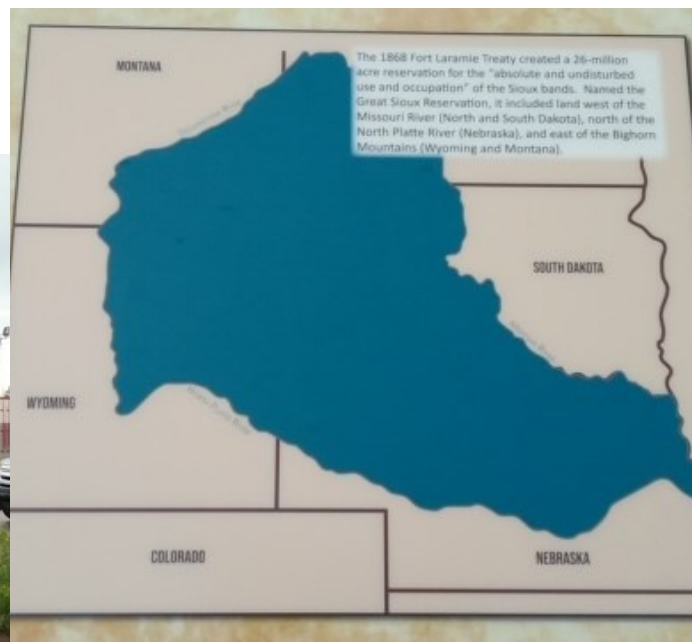 MONTANA
The 1868 Fort Laramie Treaty created a 26-million
acre reservation for the "absolute and undisturbed
use and occupation" of the Sioux bands. Named the
Great Sioux Reservation, it included land west of the
Missouri River (North and South Dakota), north of the
North Platte River (Nebraska), and east of the Bighorn
Mountains (Wyoming and Montana).
SOUTH DAKOTA
WYOMING
North Platte River
COLORADO
NEBRASKA